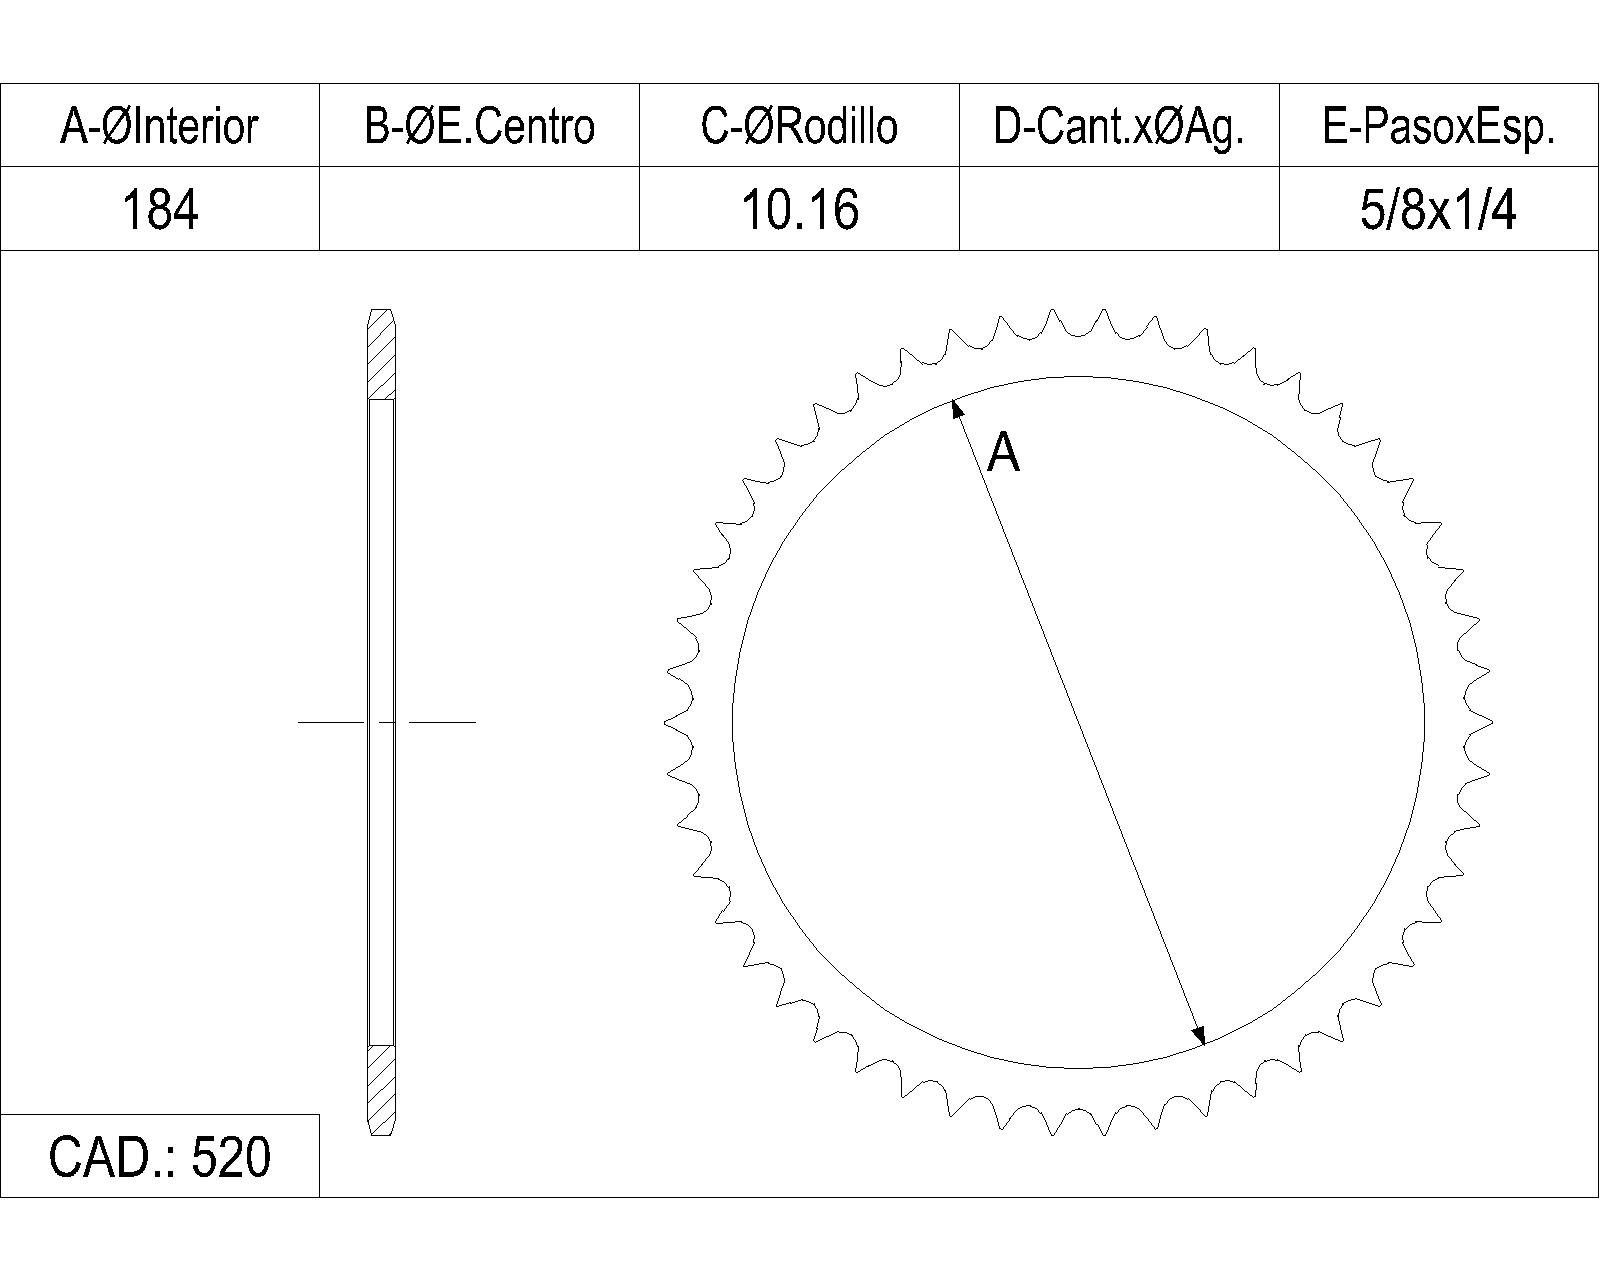 A-ØInterior B-ØE.Centro C-ØRodillo D-Cant.xØAg. E-PasoxEsp.
184 10.16 5/8x1/4
A
CAD.: 520